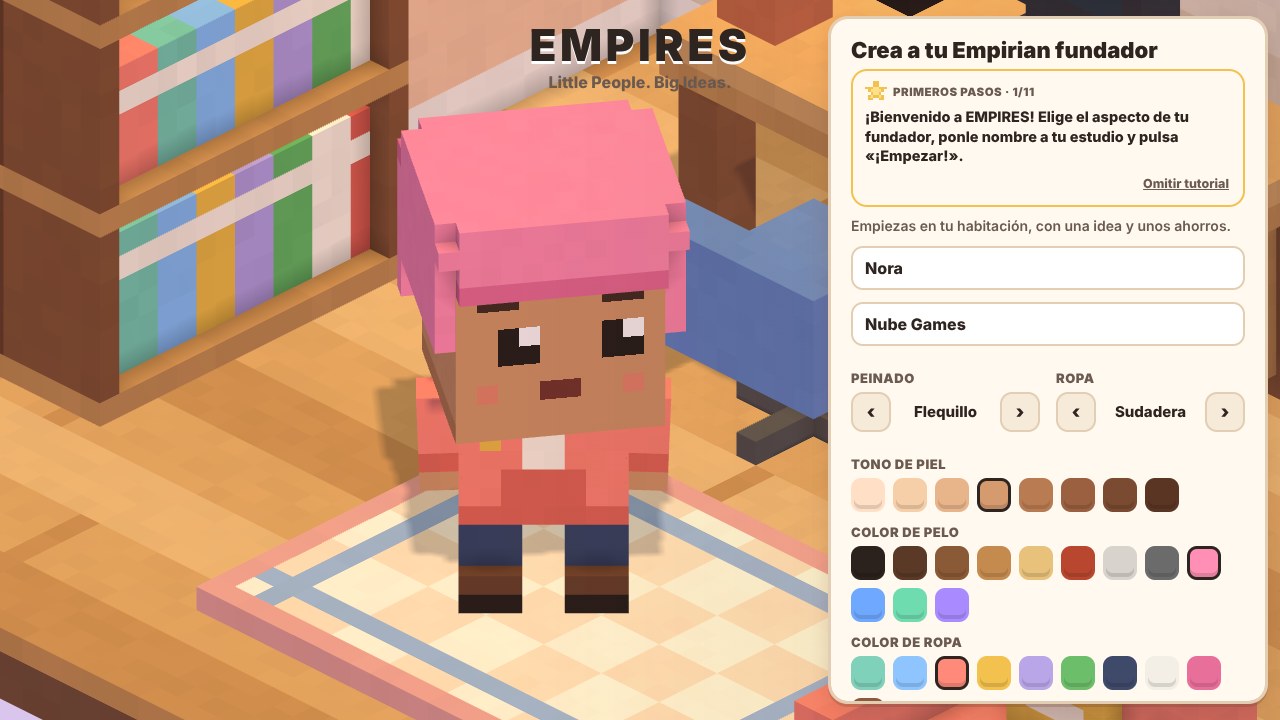 EMPIRES
Little People. Big Ideas.
Crea a tu Empirian fundador
PRIMEROS PASOS · 1/11
¡Bienvenido a EMPIRES! Elige el aspecto de tu
fundador, ponle nombre a tu estudio y pulsa
«¡Empezar!».
Omitir tutorial
Empiezas en tu habitación, con una idea y unos ahorros.
Nora
Nube Games
PEINADO ROPA
‹ Flequillo › ‹ Sudadera ›
TONO DE PIEL
COLOR DE PELO
COLOR DE ROPA